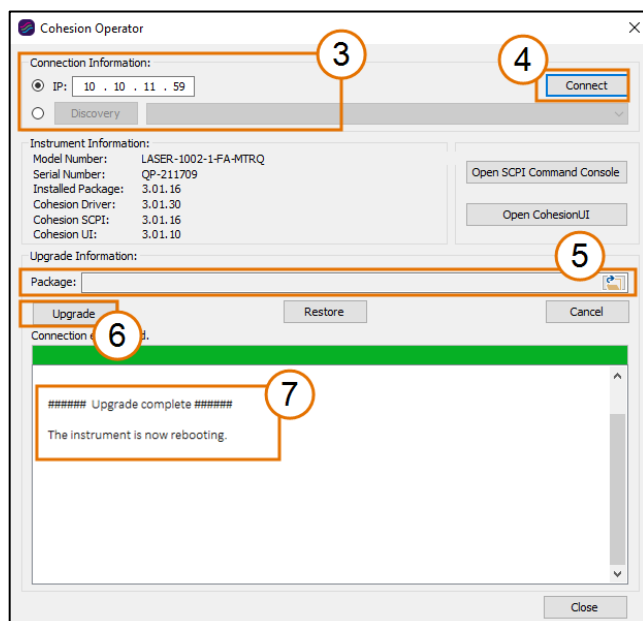 Cohesion Operator
3
4
Connection Information:
IP: 10 . 10 . 11 . 59
Connect
Discovery
Instrument Information:
Model Number: LASER-1002-1-FA-MTRQ
Serial Number: QP-211709
Installed Package: 3.01.16
Cohesion Driver: 3.01.30
Cohesion SCPI: 3.01.16
Cohesion UI: 3.01.10
Open SCPI Command Console
Open CohesionUI
Upgrade Information:
5
Package:
Upgrade
Restore
Cancel
6
Connection
d.
7
###### Upgrade complete ######
The instrument is now rebooting.
Close